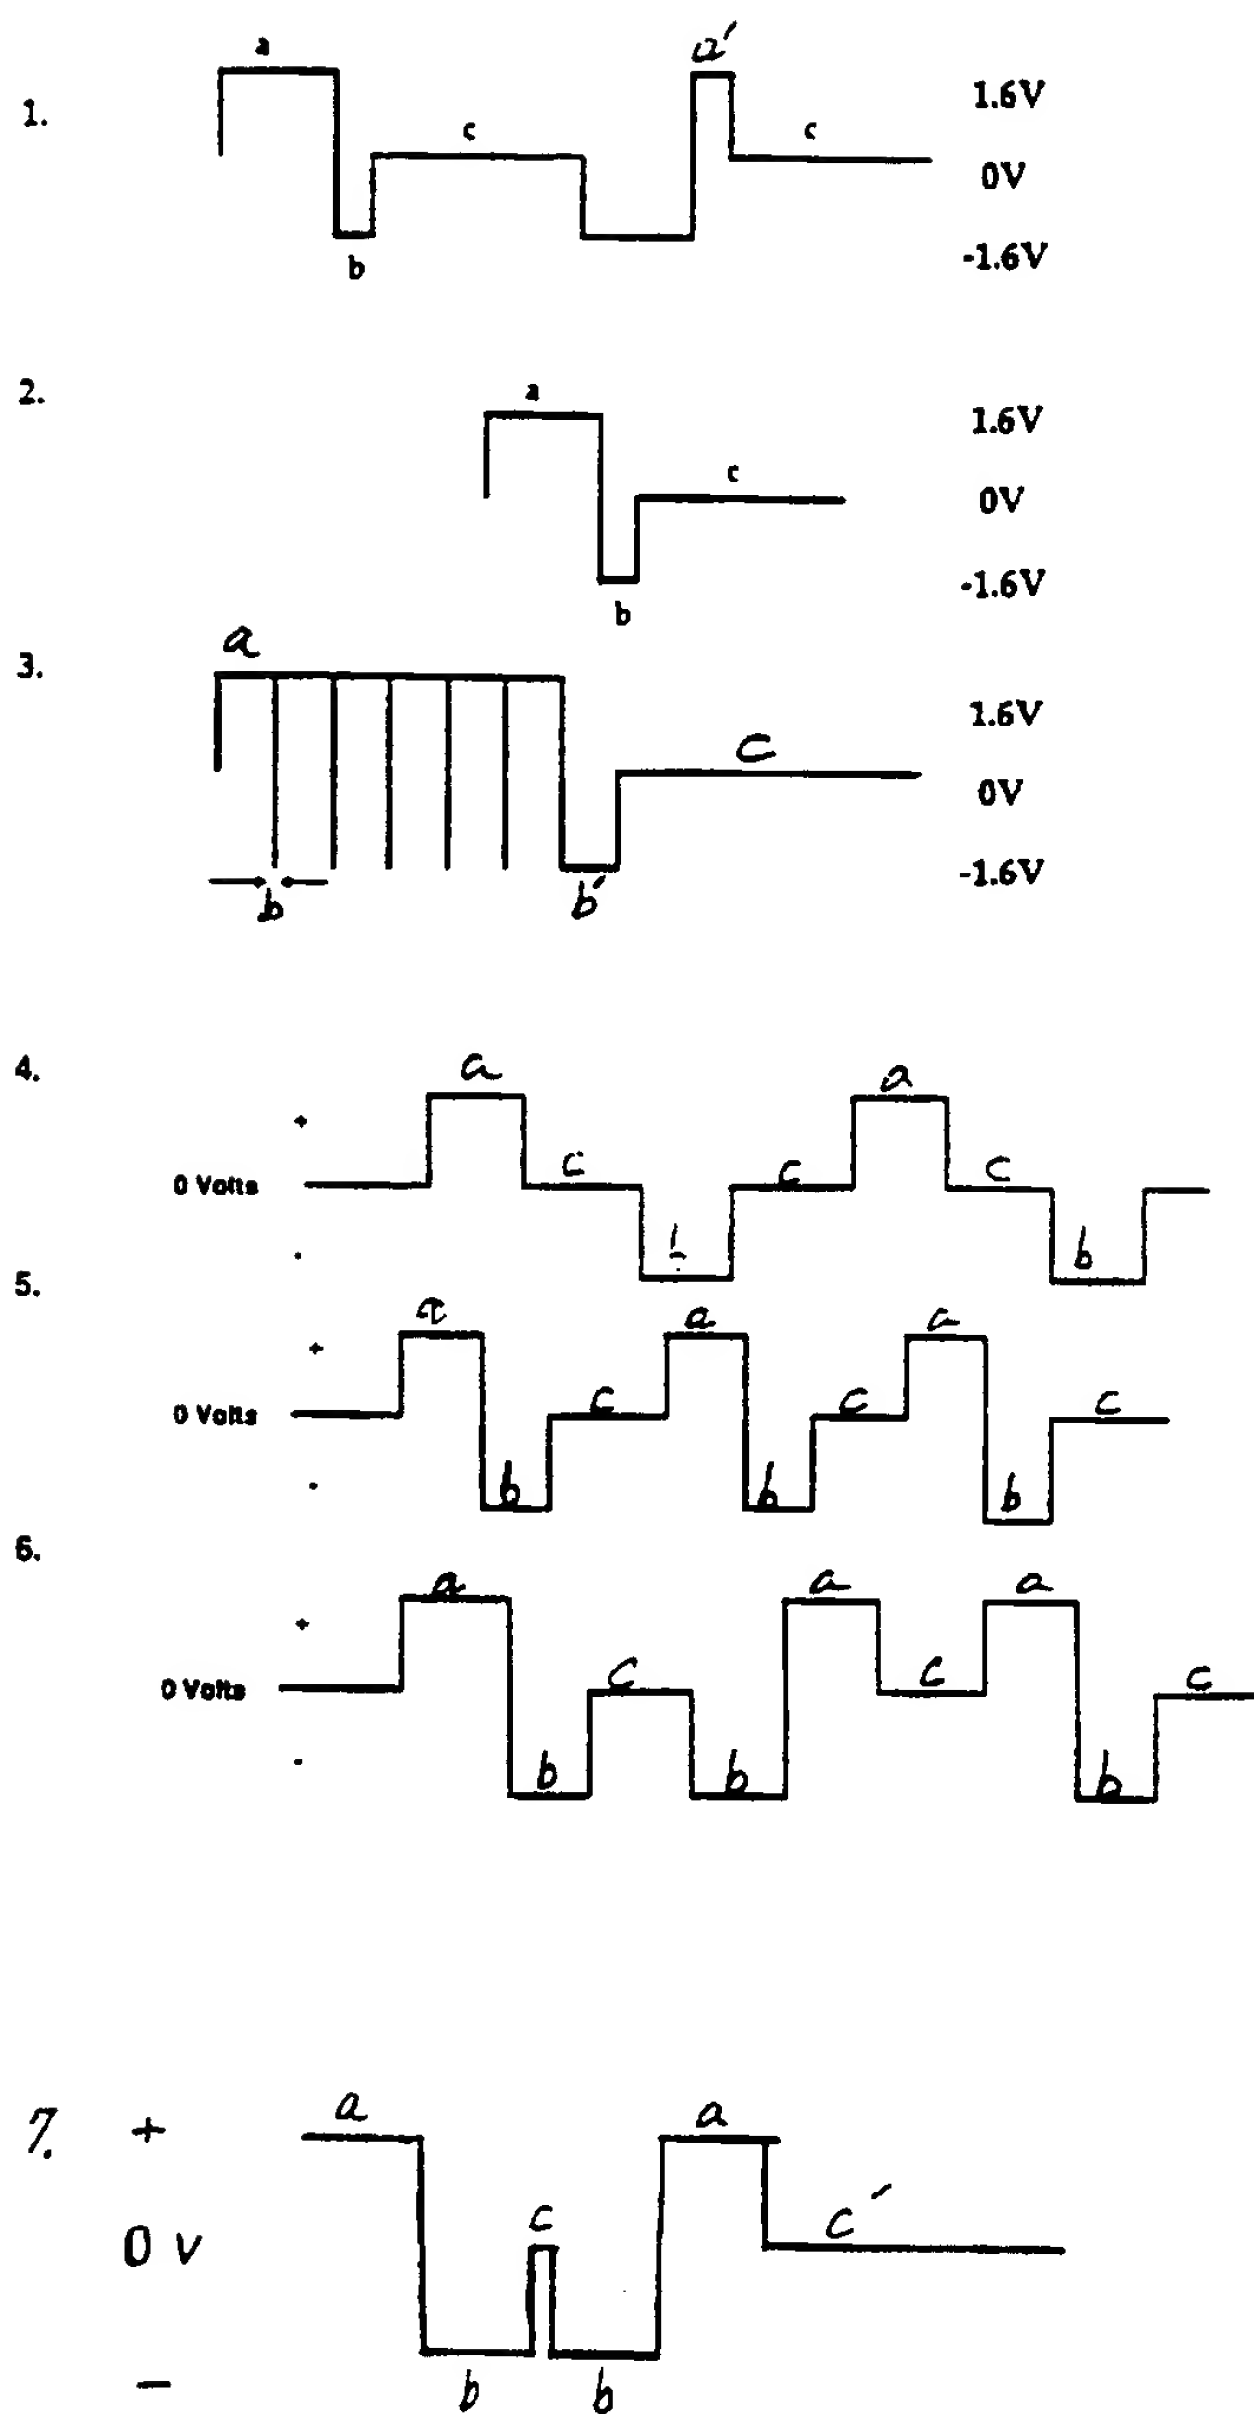 a a'
1. 1.6V
c c
0V
-1.6V
b
2. a
1.6V
c
0V
-1.6V
b
a
3.
1.6V
c
0V
-1.6V
b b'
4. a a
+
0 Volts c c c
- b
5.
a a a
+
0 Volts c c c
- b b b
6.
a a a
+
0 Volts c c c
- b b b
7. + a a
c
0 v c'
- b b